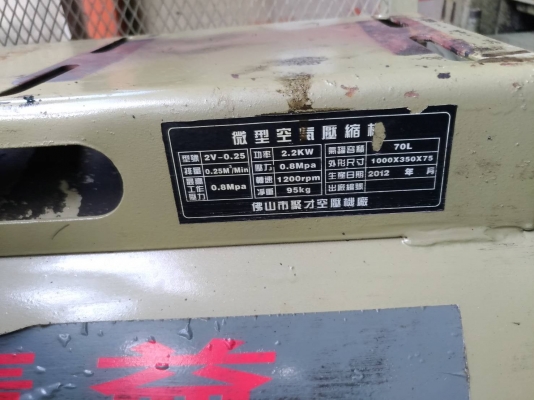 微型空氣壓縮機
型號 2V-0.25 功率 2.2KW 氣罐容積 70L
排量 0.25M³/Min 壓力 0.8Mpa 外形尺寸 1000X350X75
最高工作壓力 0.8Mpa 轉速 1200rpm 生產日期 2012 年 月
淨重 95kg 出廠編號
佛山市聚才空壓機廠